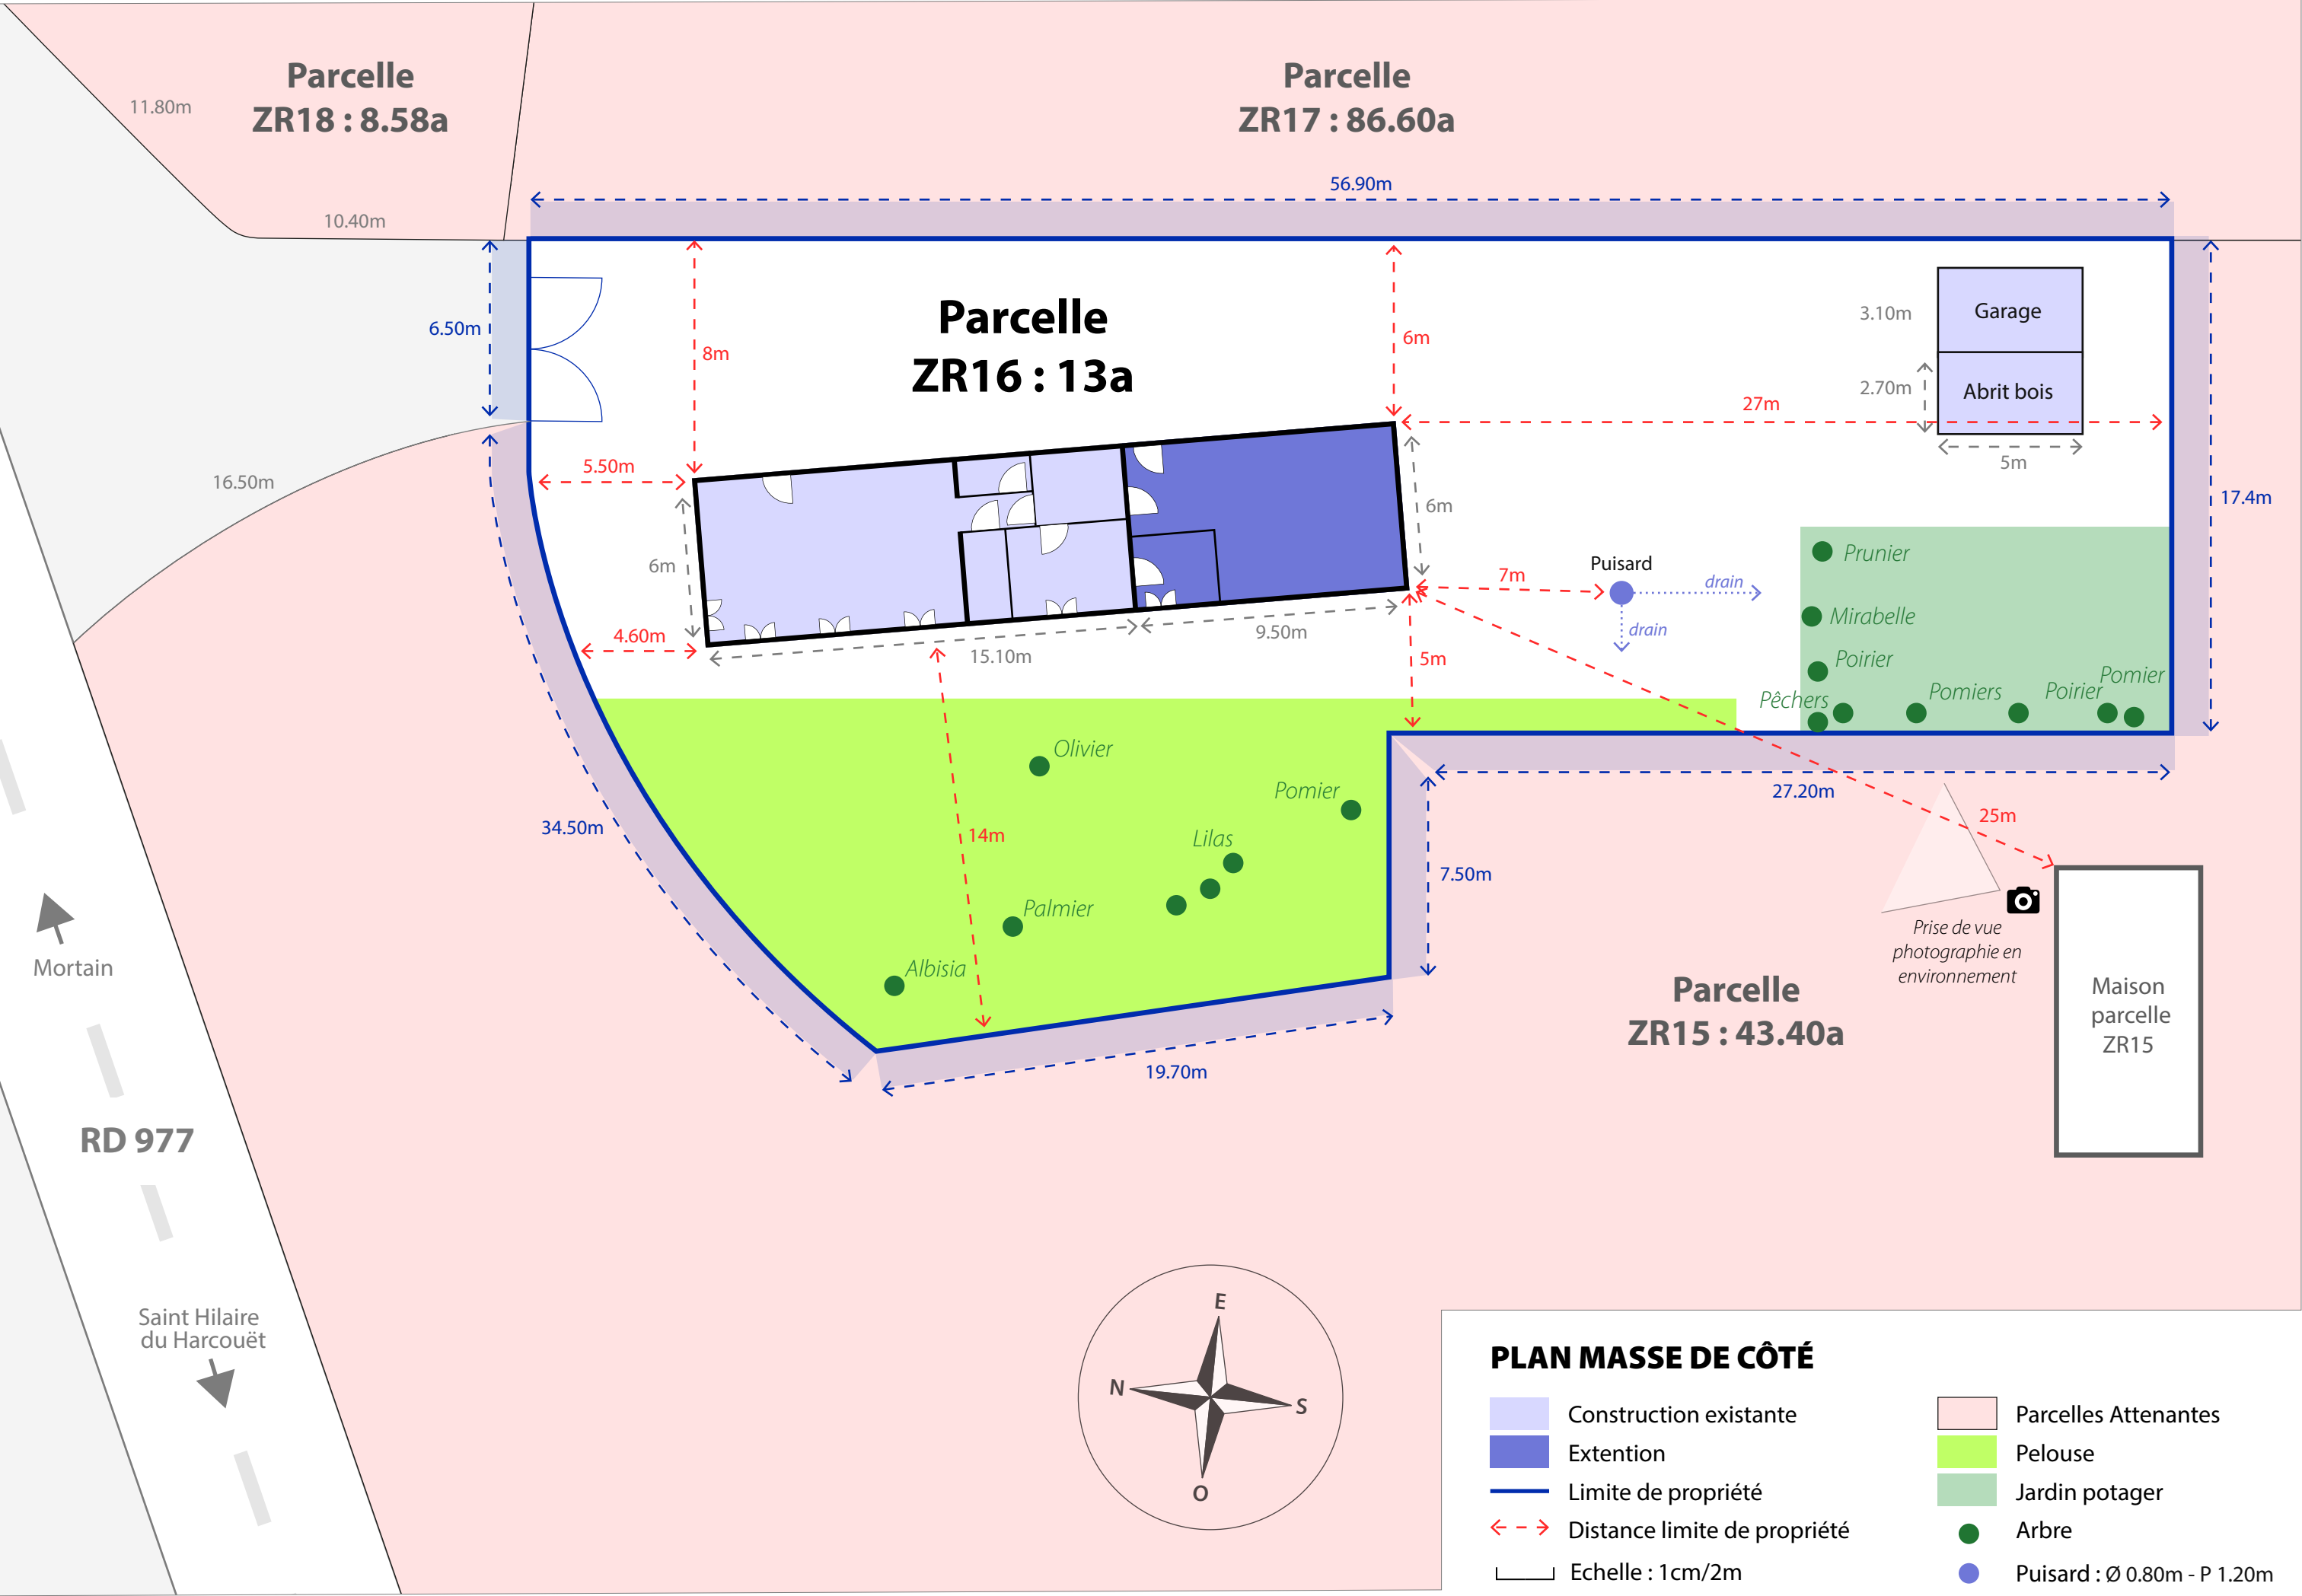 Parcelle
ZR18 : 8.58a
11.80m
10.40m
Parcelle
ZR17 : 86.60a
56.90m
6.50m
8m
Parcelle
ZR16 : 13a
6m
3.10m
Garage
2.70m
Abrit bois
27m
5m
17.4m
5.50m
16.50m
6m
6m
4.60m
15.10m
9.50m
7m
Puisard
drain
drain
5m
Prunier
Mirabelle
Poirier
Pêchers
Pomiers
Poirier
Pomier
Olivier
Pomier
Lilas
14m
Palmier
Albisia
34.50m
7.50m
27.20m
25m
19.70m
Prise de vue
photographie en
environnement
Parcelle
ZR15 : 43.40a
Maison
parcelle
ZR15
Mortain
RD 977
Saint Hilaire
du Harcouët
E
N
S
O
PLAN MASSE DE CÔTÉ
Construction existante
Extention
Limite de propriété
Distance limite de propriété
Echelle : 1cm/2m
Parcelles Attenantes
Pelouse
Jardin potager
Arbre
Puisard : Ø 0.80m - P 1.20m